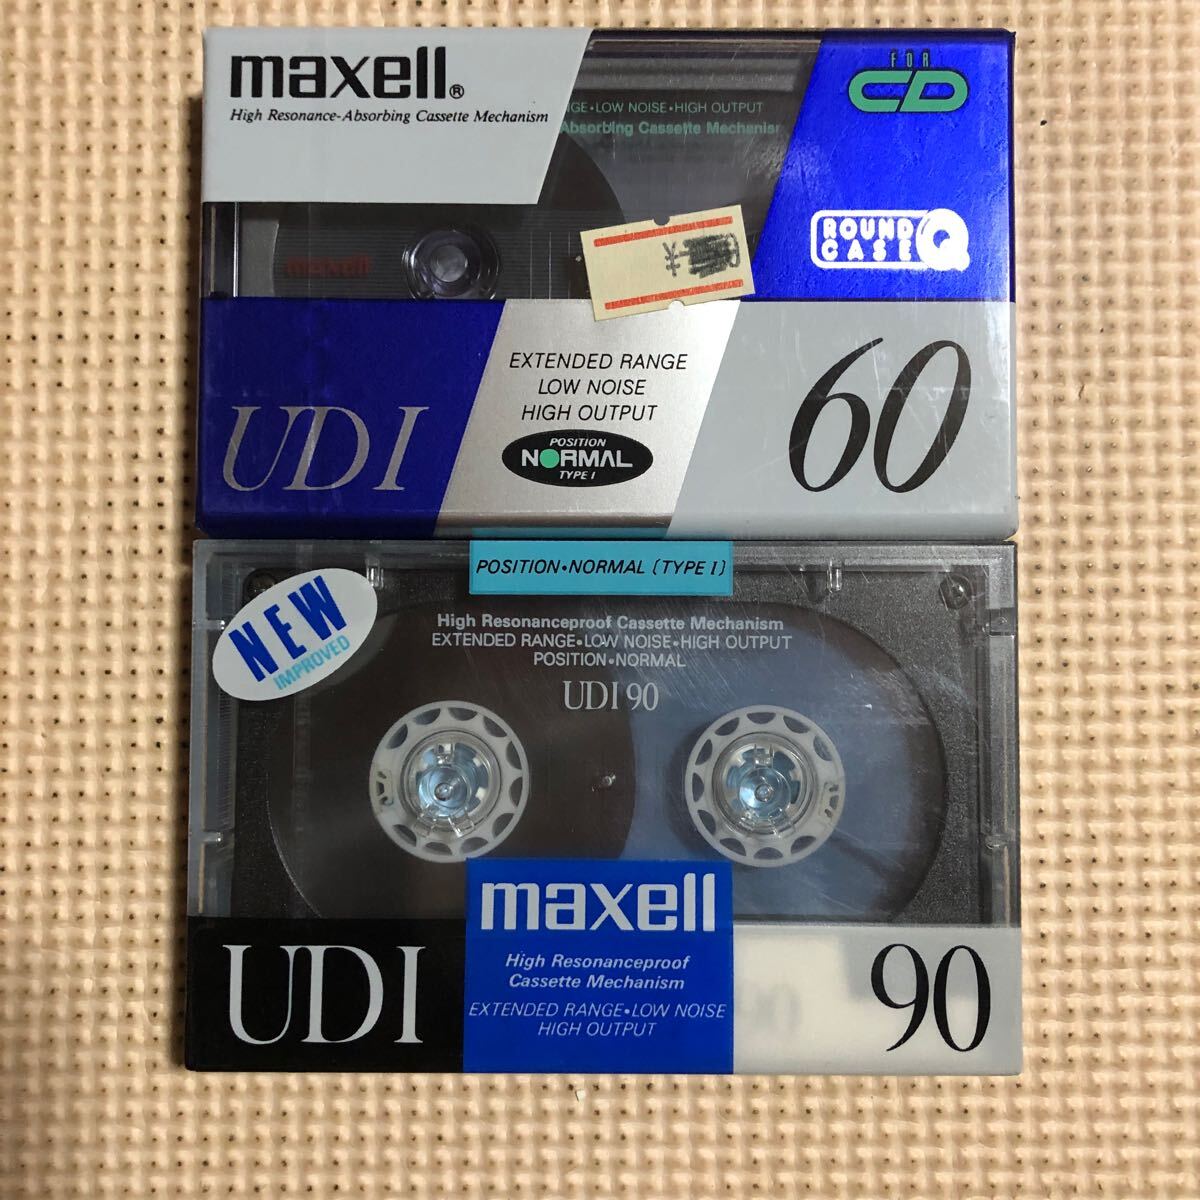 maxell®
High Resonance-Absorbing Cassette Mechanism
NGE•LOW NOISE•HIGH OUTPUT
Absorbing Cassette Mechanism
FOR
CD
ROUND
CASE
maxell
¥
UDI
EXTENDED RANGE
LOW NOISE
HIGH OUTPUT
POSITION
NORMAL
TYPE I
60
POSITION•NORMAL (TYPE I)
NEW
IMPROVED
High Resonanceproof Cassette Mechanism
EXTENDED RANGE•LOW NOISE•HIGH OUTPUT
POSITION•NORMAL
UDI 90
UDI
maxell
High Resonanceproof
Cassette Mechanism
EXTENDED RANGE•LOW NOISE
HIGH OUTPUT
90